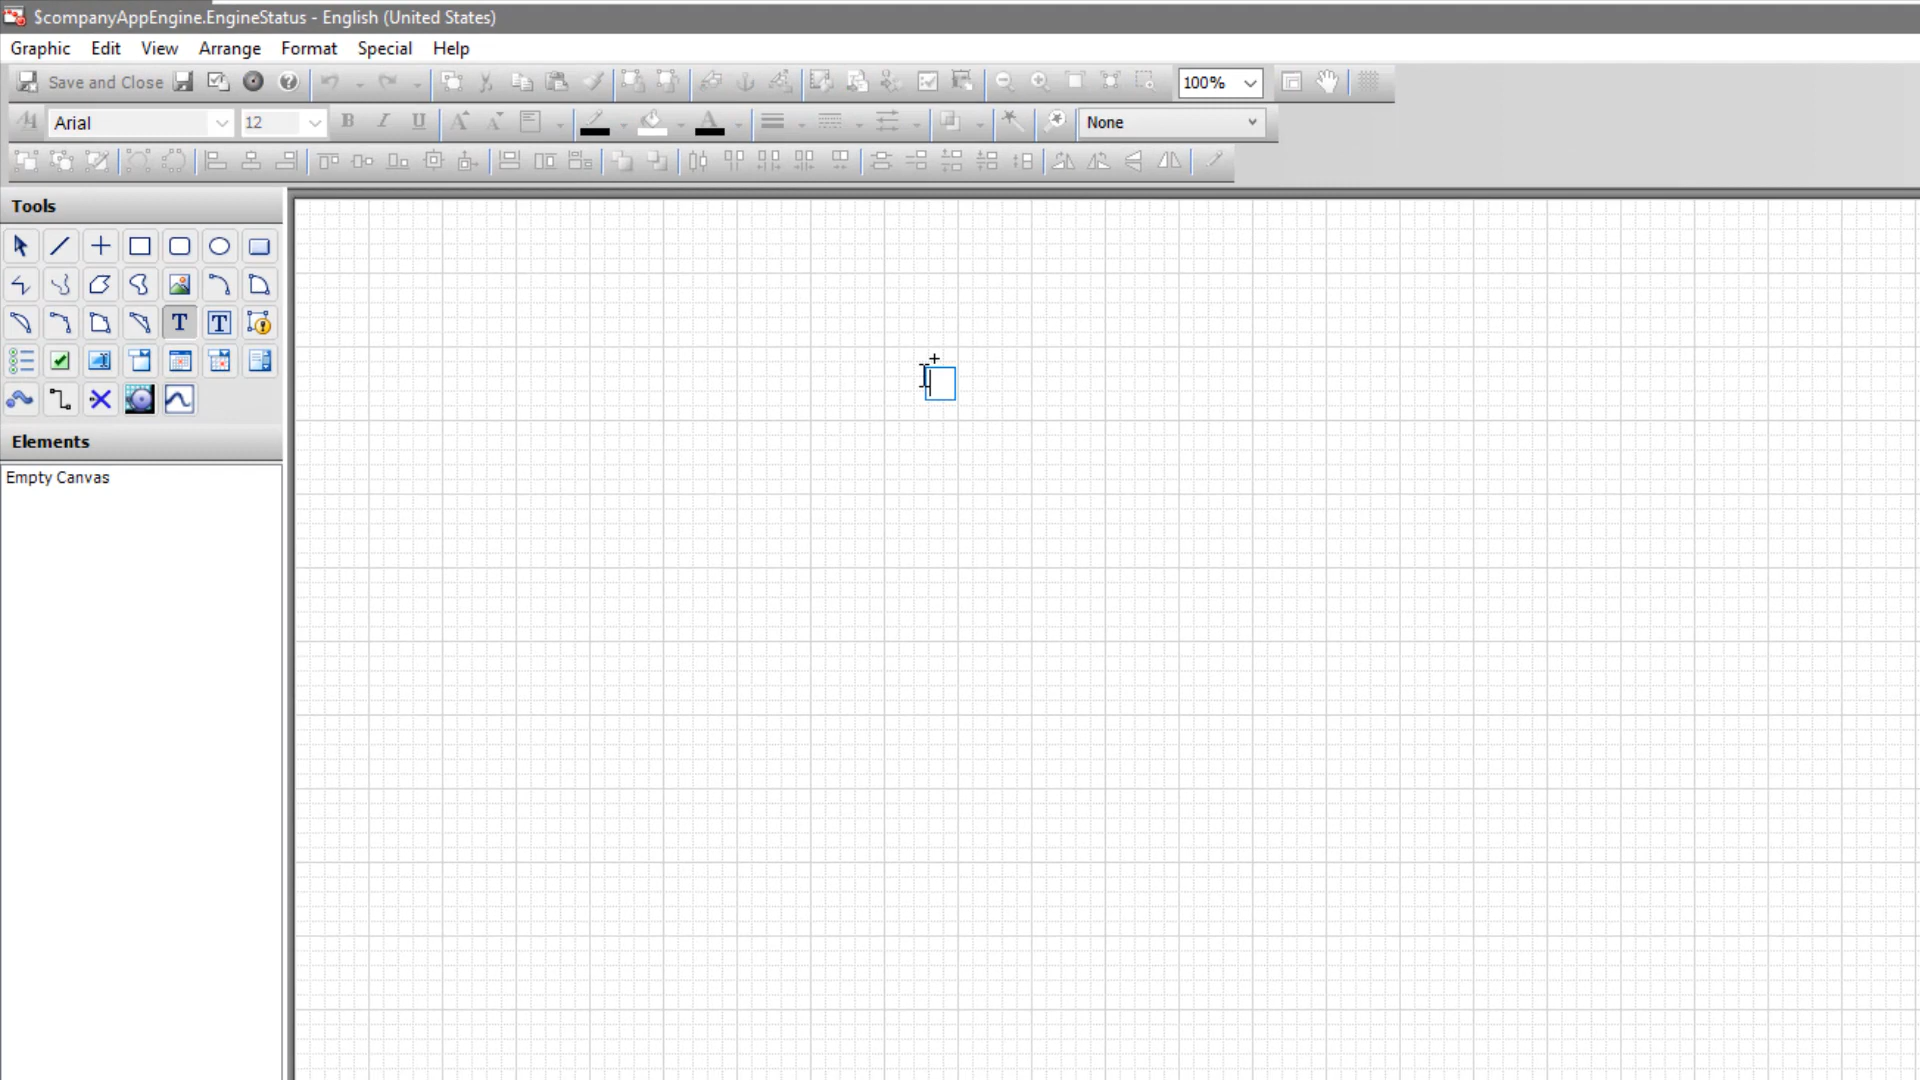 $companyAppEngine.EngineStatus - English (United States)
Graphic Edit View Arrange Format Special Help
Save and Close 100%
Arial 12 B I U A A A None
Tools
T T
Elements
Empty Canvas